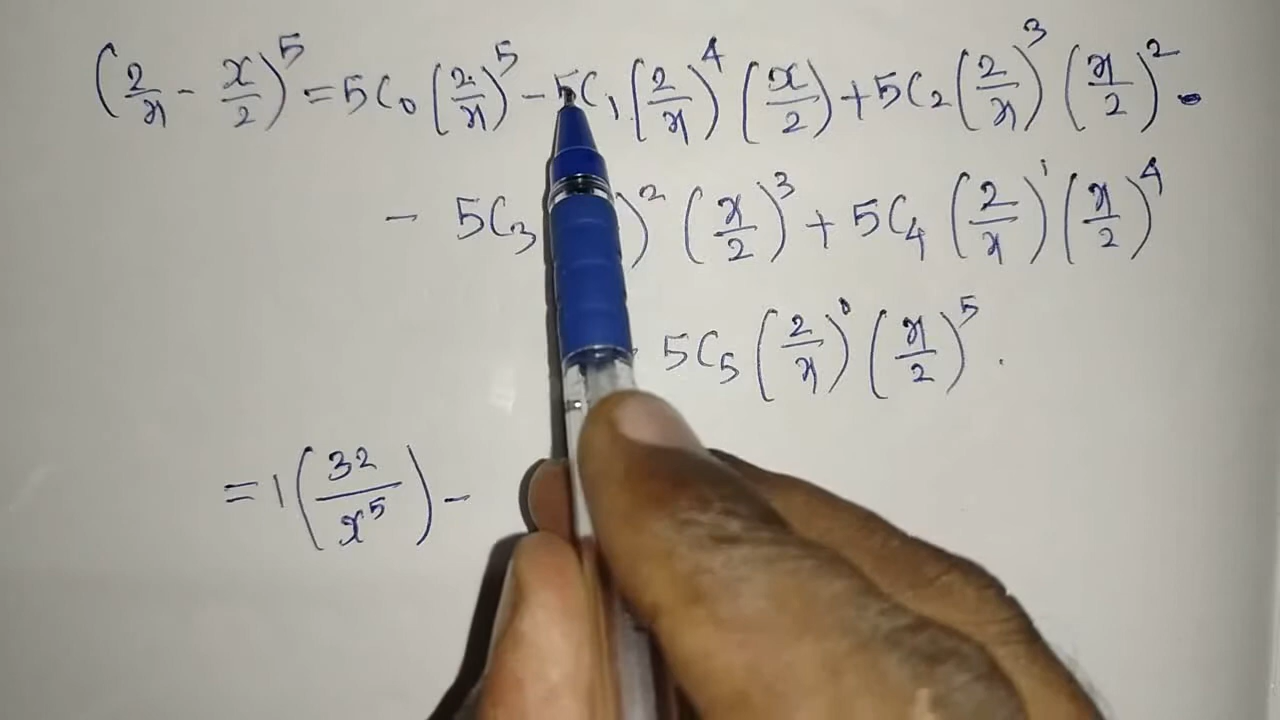 (2/x - x/2)^5 = 5C₀ (2/x)^5 - 5C₁ (2/x)^4 (x/2) + 5C₂ (2/x)^3 (x/2)^2 -
- 5C₃ )^2 (x/2)^3 + 5C₄ (2/x)^1 (x/2)^4
5C₅ (2/x)^0 (x/2)^5 .
= 1 (32/x^5) -